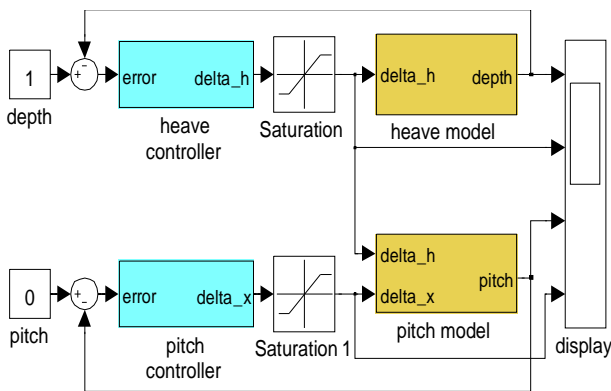 1
depth
+
-
error
delta_h
heave
controller
Saturation
delta_h
depth
heave model
0
pitch
+
-
error
delta_x
pitch
controller
Saturation 1
delta_h
delta_x
pitch
pitch model
display